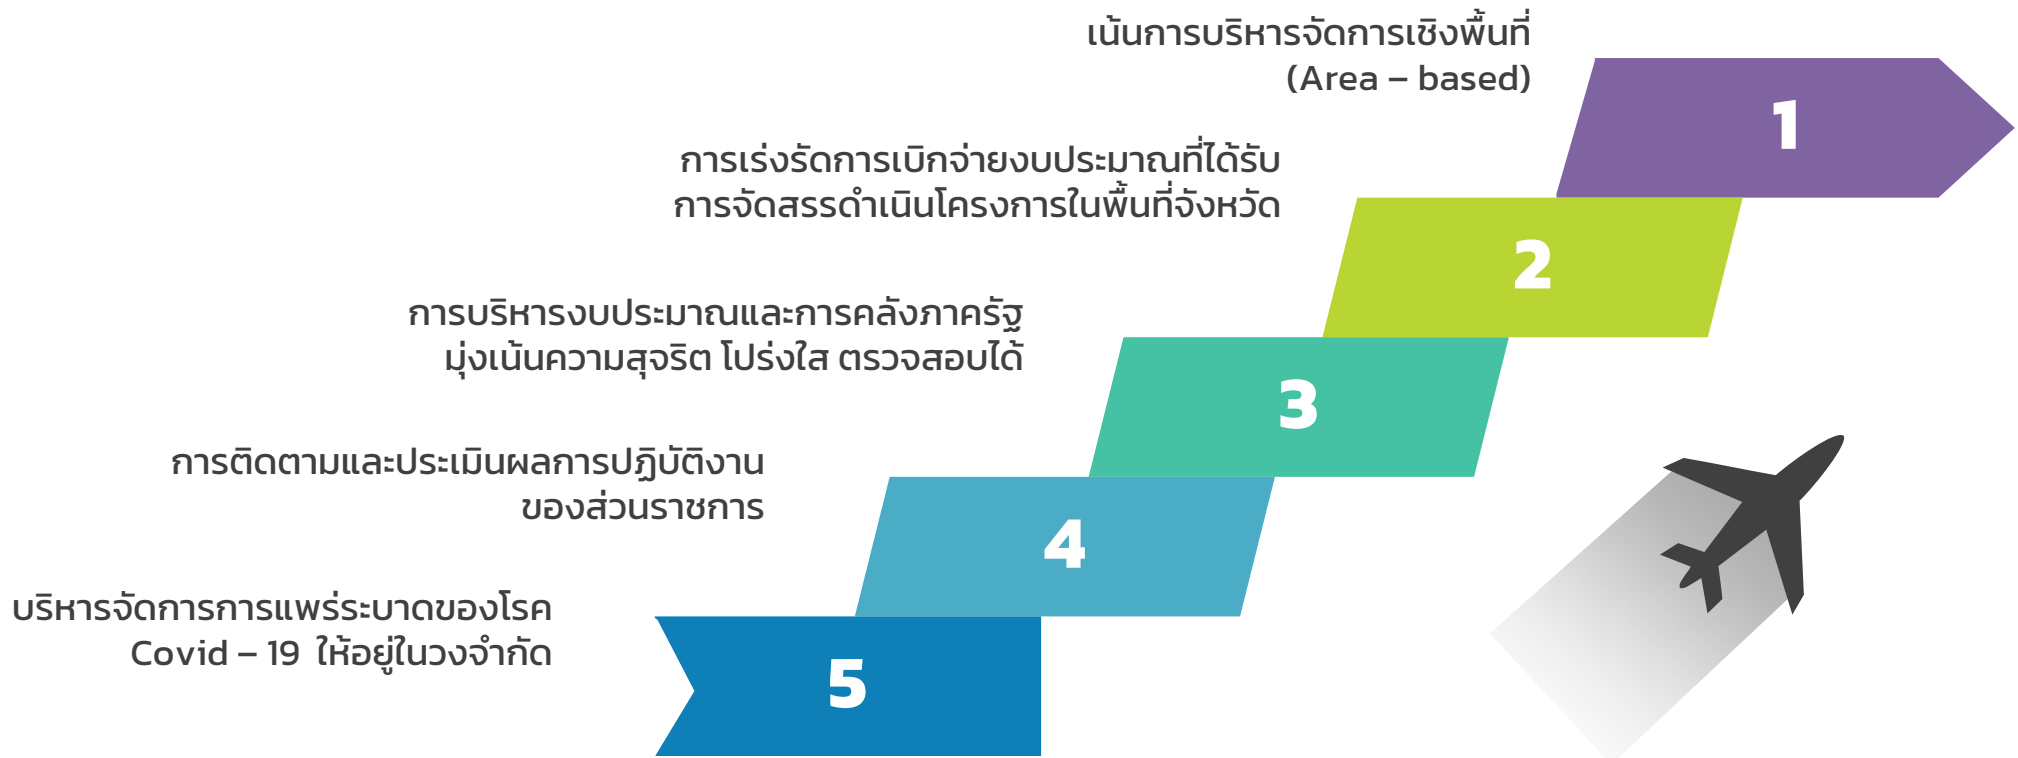 เน้นการบริหารจัดการเชิงพื้นที่
(Area – based)
1
การเร่งรัดการเบิกจ่ายงบประมาณที่ได้รับ
การจัดสรรดำเนินโครงการในพื้นที่จังหวัด
2
การบริหารงบประมาณและการคลังภาครัฐ
มุ่งเน้นความสุจริต โปร่งใส ตรวจสอบได้
3
การติดตามและประเมินผลการปฏิบัติงาน
ของส่วนราชการ
4
บริหารจัดการการแพร่ระบาดของโรค
Covid – 19 ให้อยู่ในวงจำกัด
5